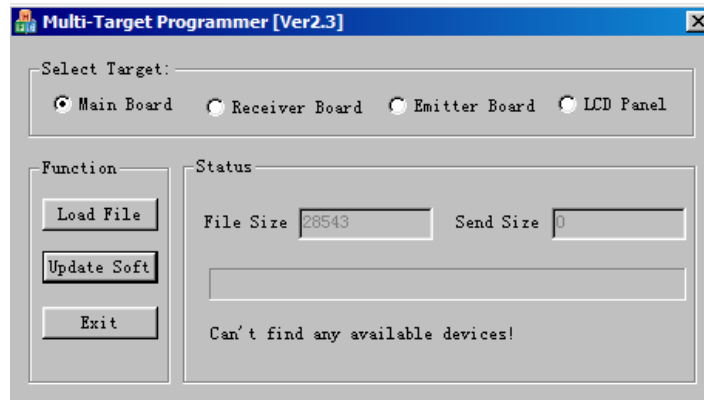 Multi-Target Programmer [Ver2.3]
Select Target:
Main Board Receiver Board Emitter Board LCD Panel
Function
Status
Load File
File Size 28543 Send Size 0
Update Soft
Exit
Can't find any available devices!